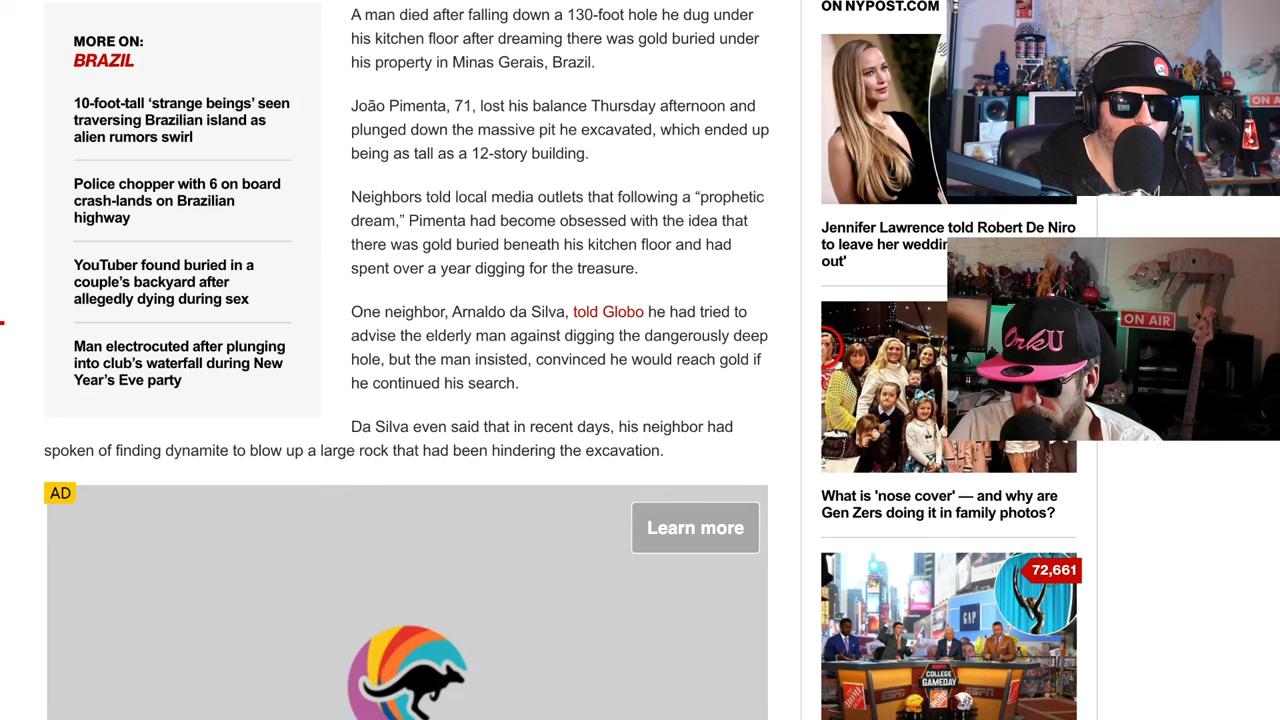 MORE ON:
BRAZIL
10-foot-tall ‘strange beings’ seen
traversing Brazilian island as
alien rumors swirl
Police chopper with 6 on board
crash-lands on Brazilian
highway
YouTuber found buried in a
couple’s backyard after
allegedly dying during sex
Man electrocuted after plunging
into club’s waterfall during New
Year’s Eve party
A man died after falling down a 130-foot hole he dug under
his kitchen floor after dreaming there was gold buried under
his property in Minas Gerais, Brazil.
João Pimenta, 71, lost his balance Thursday afternoon and
plunged down the massive pit he excavated, which ended up
being as tall as a 12-story building.
Neighbors told local media outlets that following a “prophetic
dream,” Pimenta had become obsessed with the idea that
there was gold buried beneath his kitchen floor and had
spent over a year digging for the treasure.
One neighbor, Arnaldo da Silva, told Globo he had tried to
advise the elderly man against digging the dangerously deep
hole, but the man insisted, convinced he would reach gold if
he continued his search.
Da Silva even said that in recent days, his neighbor had
spoken of finding dynamite to blow up a large rock that had been hindering the excavation.
AD
Learn more
ON NYPOST.COM
Jennifer Lawrence told Robert De Niro
to leave her weddin
out'
What is 'nose cover' — and why are
Gen Zers doing it in family photos?
72,661
GAP
ESPN
COLLEGE
GAMEDAY
ON A
ON AIR
OrkU